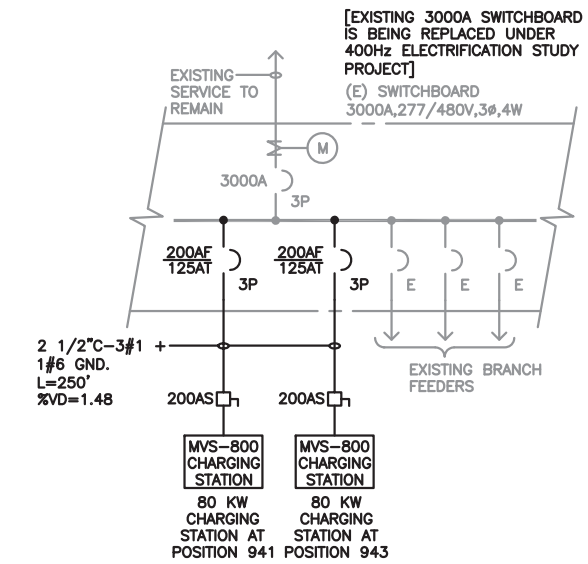 [EXISTING 3000A SWITCHBOARD
IS BEING REPLACED UNDER
400Hz ELECTRIFICATION STUDY
PROJECT]
(E) SWITCHBOARD
3000A,277/480V,3ø,4W
EXISTING
SERVICE TO
REMAIN
M
3000A
3P
200AF
125AT
3P
200AF
125AT
3P
E
E
E
2 1/2"C-3#1 +
1#6 GND.
L=250'
%VD=1.48
EXISTING BRANCH
FEEDERS
200AS
200AS
MVS-800
CHARGING
STATION
MVS-800
CHARGING
STATION
80 KW
CHARGING
STATION AT
POSITION 941
80 KW
CHARGING
STATION AT
POSITION 943